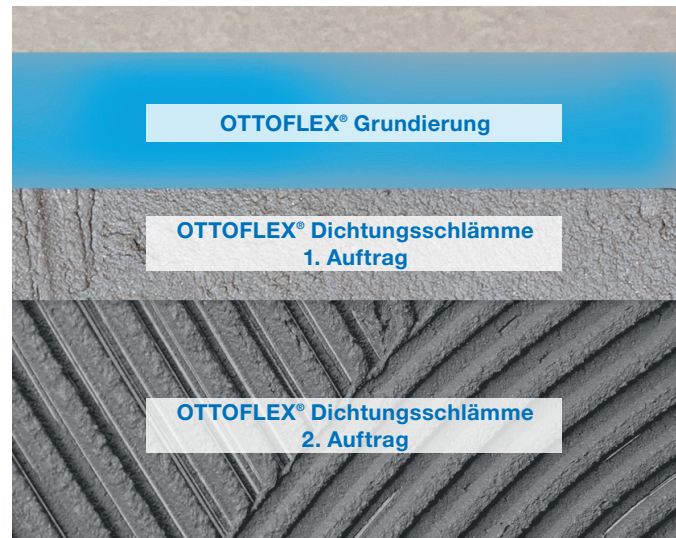 OTTOFLEX® Grundierung
OTTOFLEX® Dichtungsschlämme
1. Auftrag
OTTOFLEX® Dichtungsschlämme
2. Auftrag